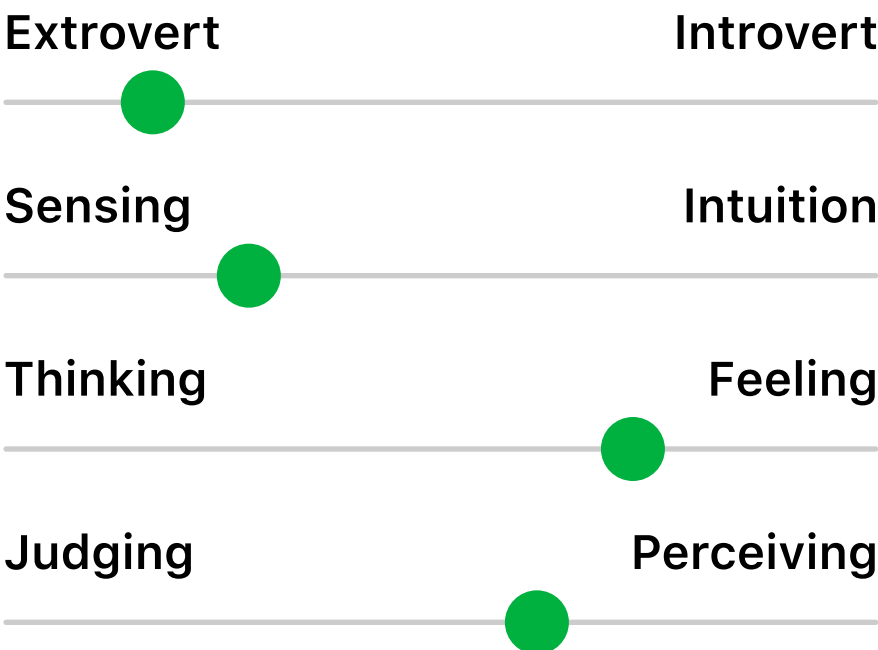 Extrovert Introvert
Sensing Intuition
Thinking Feeling
Judging Perceiving